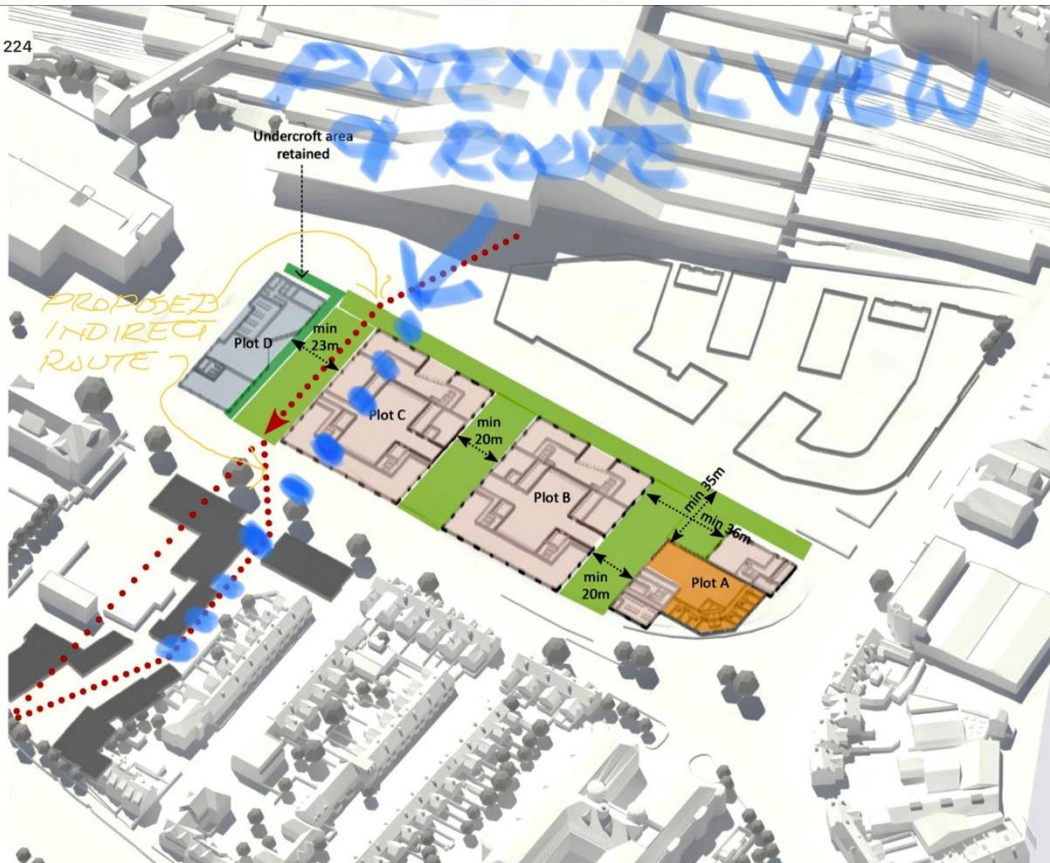 224
POTENTIAL VIEW
& ROUTE
Undercroft area
retained
PROPOSED
INDIRECT
ROUTE
Plot D
min
23m
Plot C
min
20m
Plot B
min 35m
min 36m
min
20m
Plot A